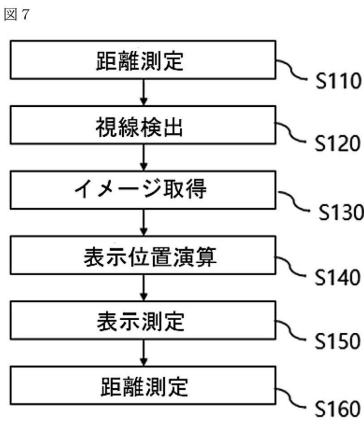 図7
距離測定
S110
視線検出
S120
イメージ取得
S130
表示位置演算
S140
表示測定
S150
距離測定
S160